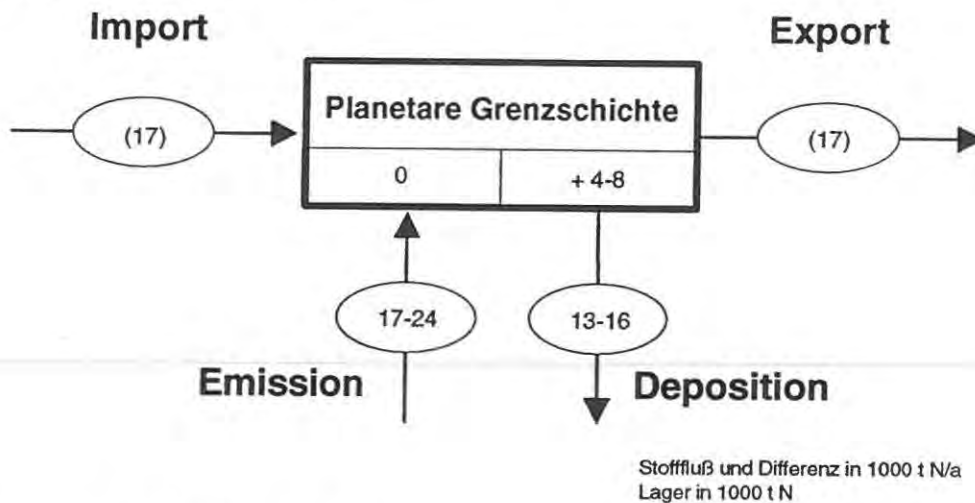 Import
Export
(17)
Planetare Grenzschichte
(17)
0
+ 4-8
17-24
13-16
Emission
Deposition
Stofffluß und Differenz in 1000 t N/a
Lager in 1000 t N